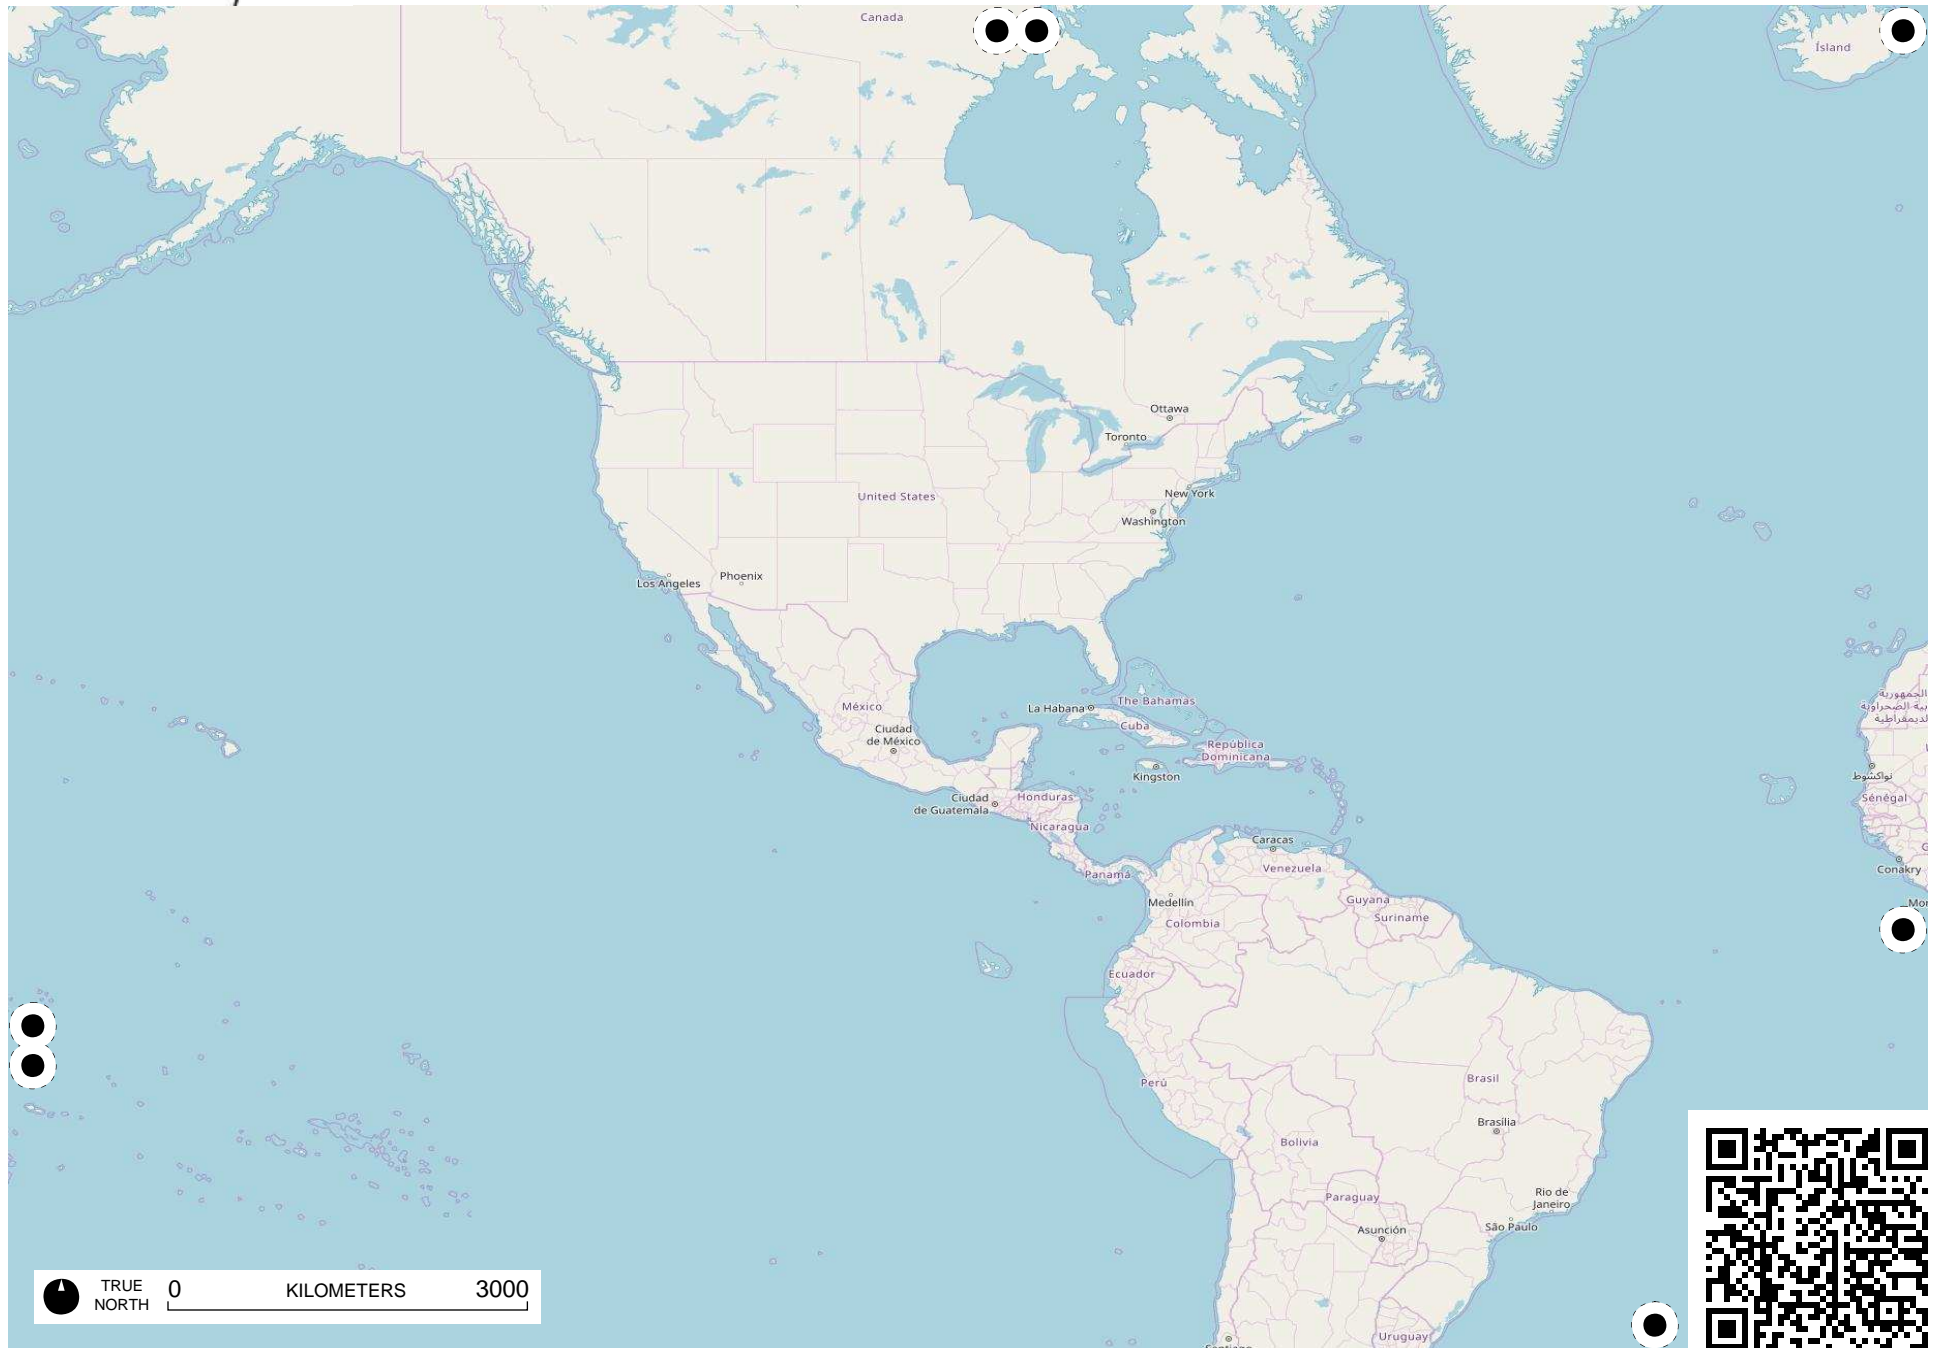 Canada
Ísland
Ottawa
Toronto
New York
United States
Washington
Los Angeles
Phoenix
México
La Habana
The Bahamas
Cuba
Ciudad
de México
República
Dominicana
Kingston
نواكشوط
Sénégal
Ciudad
de Guatemala
Honduras
Nicaragua
Caracas
Venezuela
Panamá
Conakry
Medellín
Guyana
Suriname
Colombia
Ecuador
Perú
Brasil
Brasília
Bolivia
Paraguay
Rio de
Janeiro
São Paulo
Asunción
TRUE
NORTH
0 KILOMETERS 3000
Uruguay